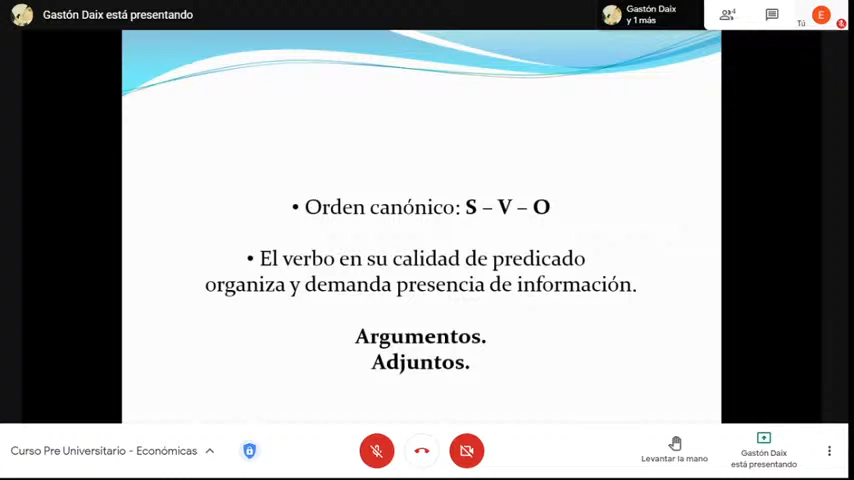 Gastón Daix está presentando
Gastón Daix
y 1 más
4
Tú
E
• Orden canónico: S – V – O
• El verbo en su calidad de predicado
organiza y demanda presencia de información.
Argumentos.
Adjuntos.
Curso Pre Universitario - Económicas
Levantar la mano
Gastón Daix
está presentando